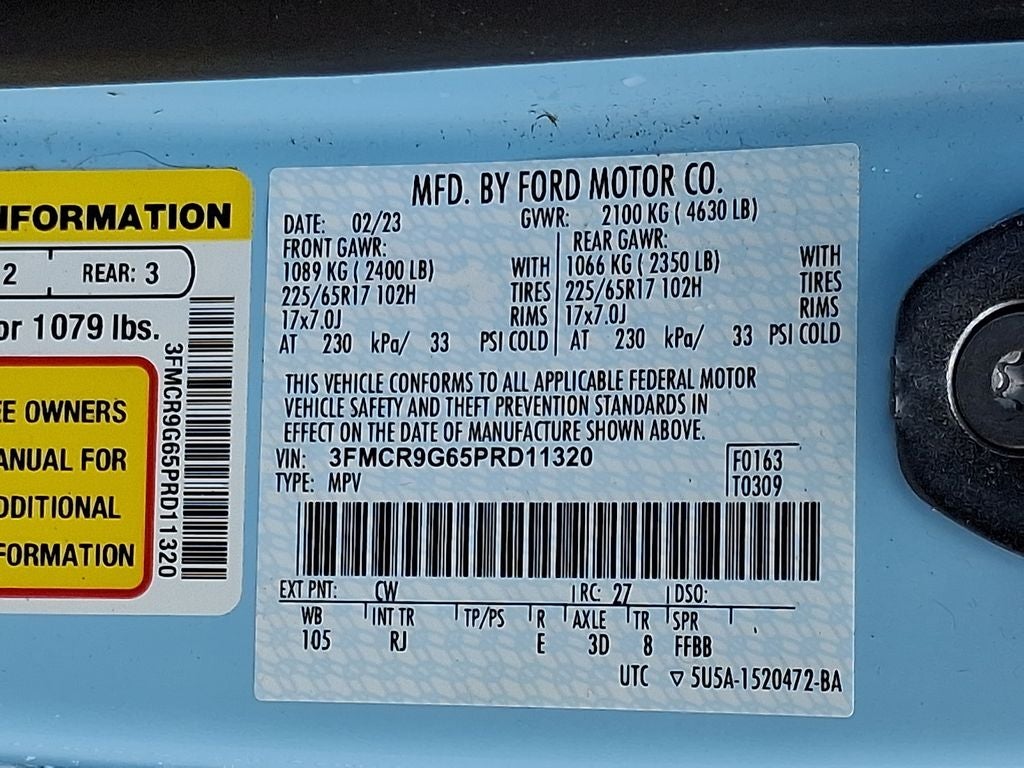 NFORMATION
2 REAR: 3
or 1079 lbs.
EE OWNERS
ANUAL FOR
DDITIONAL
FORMATION
3FMCR9G65PRD11320
MFD. BY FORD MOTOR CO.
DATE: 02/23 GVWR: 2100 KG ( 4630 LB)
FRONT GAWR: REAR GAWR:
1089 KG ( 2400 LB) WITH 1066 KG ( 2350 LB) WITH
225/65R17 102H TIRES 225/65R17 102H TIRES
17x7.0J RIMS 17x7.0J RIMS
AT 230 kPa/ 33 PSI COLD AT 230 kPa/ 33 PSI COLD
THIS VEHICLE CONFORMS TO ALL APPLICABLE FEDERAL MOTOR
VEHICLE SAFETY AND THEFT PREVENTION STANDARDS IN
EFFECT ON THE DATE OF MANUFACTURE SHOWN ABOVE.
VIN: 3FMCR9G65PRD11320 F0163
TYPE: MPV T0309
EXT PNT: CW RC: 27 DSO:
WB INT TR TP/PS R AXLE TR SPR
105 RJ E 3D 8 FFBB
UTC ▽ 5U5A-1520472-BA